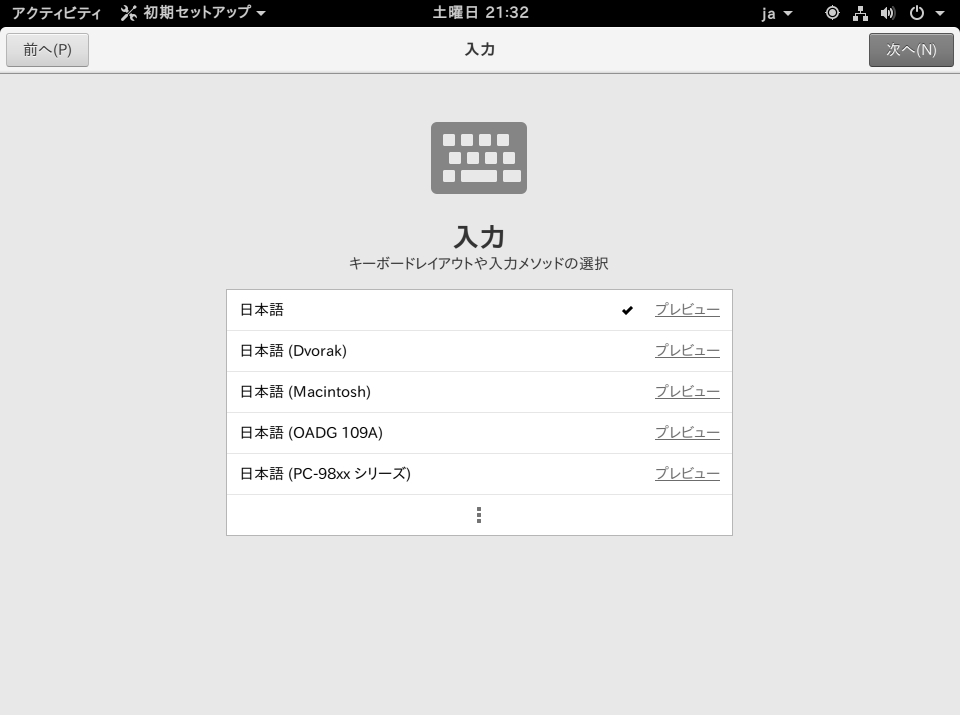 アクティビティ 初期セットアップ 土曜日 21:32 ja
前へ(P) 入力 次へ(N)
入力
キーボードレイアウトや入力メソッドの選択
日本語 プレビュー
日本語 (Dvorak) プレビュー
日本語 (Macintosh) プレビュー
日本語 (OADG 109A) プレビュー
日本語 (PC-98xx シリーズ) プレビュー